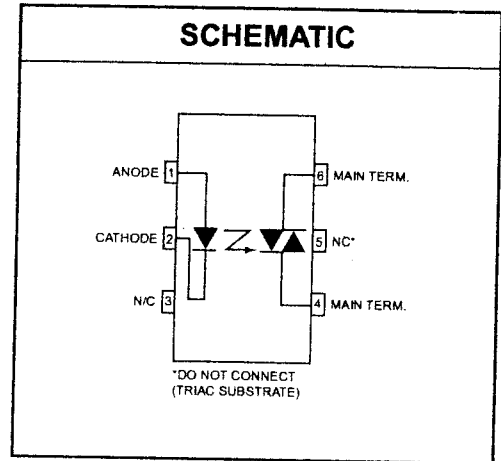 SCHEMATIC
ANODE 1
6 MAIN TERM.
CATHODE 2
5 NC*
N/C 3
4 MAIN TERM.
*DO NOT CONNECT
(TRIAC SUBSTRATE)